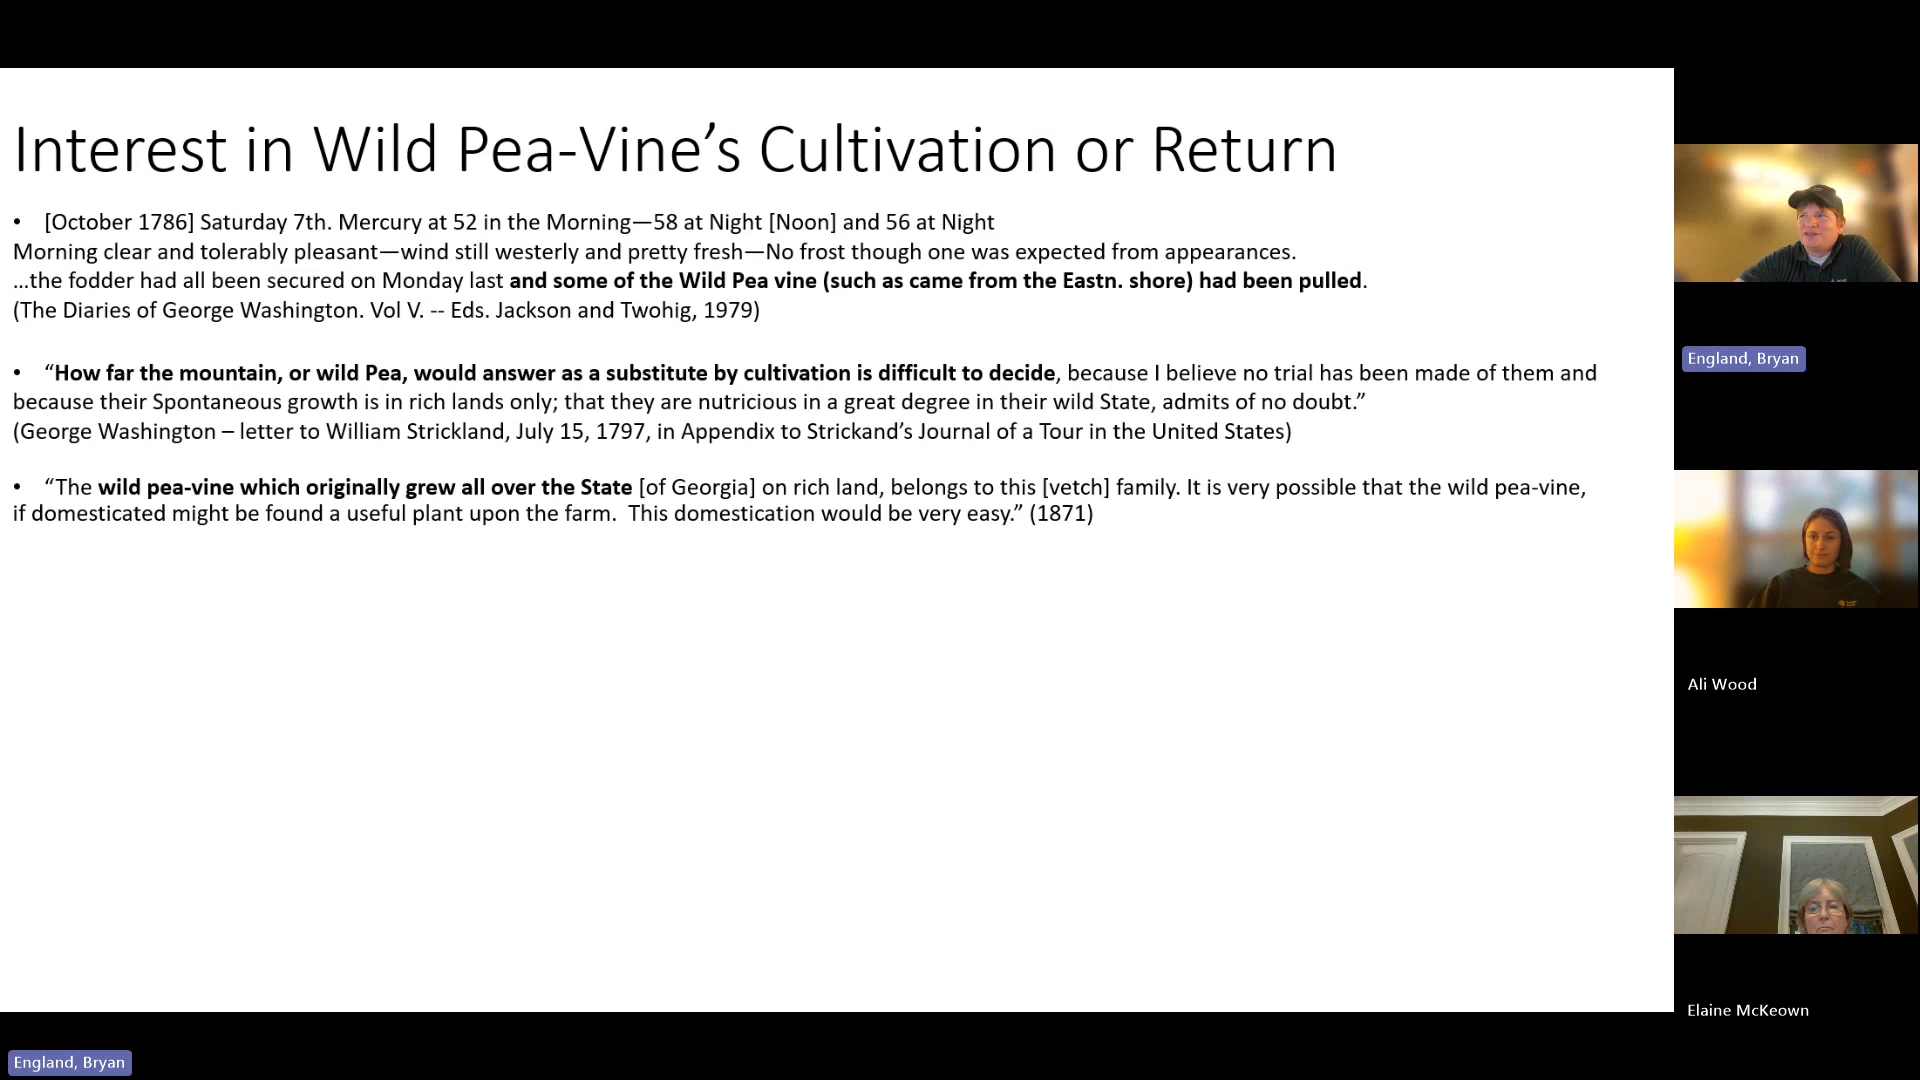 Interest in Wild Pea-Vine’s Cultivation or Return
• [October 1786] Saturday 7th. Mercury at 52 in the Morning—58 at Night [Noon] and 56 at Night
Morning clear and tolerably pleasant—wind still westerly and pretty fresh—No frost though one was expected from appearances.
...the fodder had all been secured on Monday last and some of the Wild Pea vine (such as came from the Eastn. shore) had been pulled.
(The Diaries of George Washington. Vol V. -- Eds. Jackson and Twohig, 1979)
• “How far the mountain, or wild Pea, would answer as a substitute by cultivation is difficult to decide, because I believe no trial has been made of them and
because their Spontaneous growth is in rich lands only; that they are nutricious in a great degree in their wild State, admits of no doubt.”
(George Washington – letter to William Strickland, July 15, 1797, in Appendix to Strickand’s Journal of a Tour in the United States)
• “The wild pea-vine which originally grew all over the State [of Georgia] on rich land, belongs to this [vetch] family. It is very possible that the wild pea-vine,
if domesticated might be found a useful plant upon the farm.  This domestication would be very easy.” (1871)
England, Bryan
Ali Wood
Elaine McKeown
England, Bryan